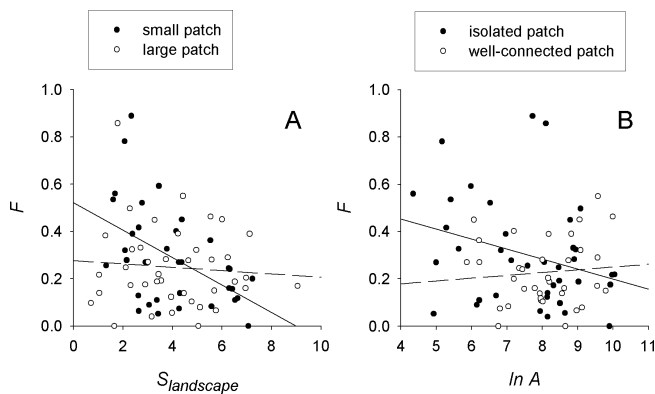 small patch
large patch
isolated patch
well-connected patch
A
1.0
0.8
0.6
0.4
0.2
0.0
F
0
2
4
6
8
10
S landscape
B
1.0
0.8
0.6
0.4
0.2
0.0
F
4
5
6
7
8
9
10
11
ln A